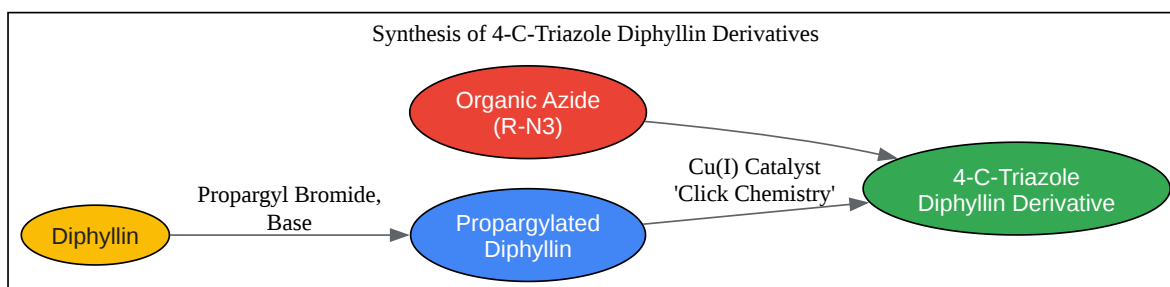 Synthesis of 4-C-Triazole Diphyllin Derivatives
Organic Azide
(R-N3)
Cu(I) Catalyst
'Click Chemistry'
4-C-Triazole
Diphyllin Derivative
Propargyl Bromide,
Base
Diphyllin
Propargylated
Diphyllin